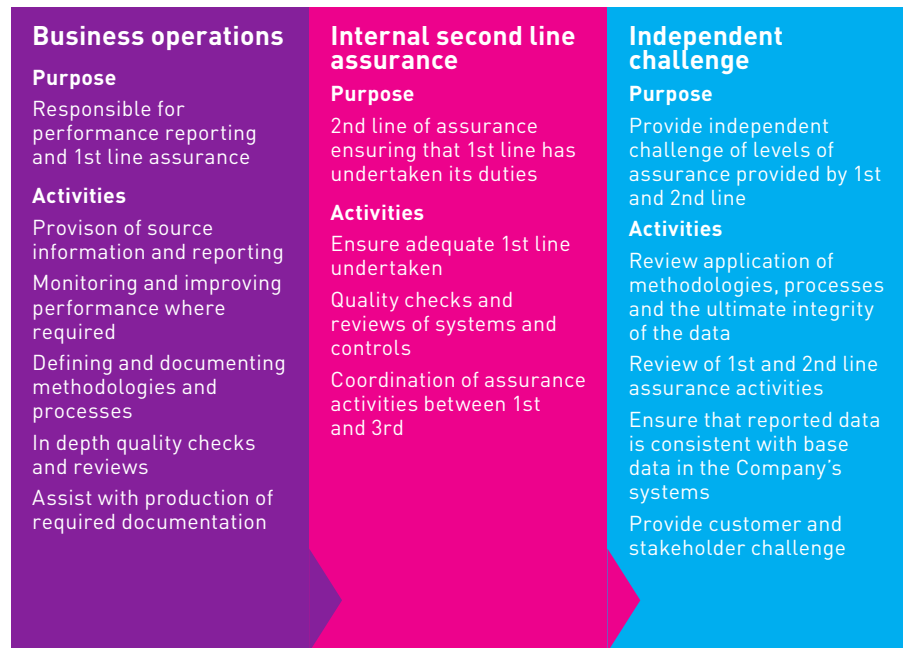 Business operations
Purpose
Responsible for
performance reporting
and 1st line assurance
Activities
Provison of source
information and reporting
Monitoring and improving
performance where
required
Defining and documenting
methodologies and
processes
In depth quality checks
and reviews
Assist with production of
required documentation
Internal second line
assurance
Purpose
2nd line of assurance
ensuring that 1st line has
undertaken its duties
Activities
Ensure adequate 1st line
undertaken
Quality checks and
reviews of systems and
controls
Coordination of assurance
activities between 1st
and 3rd
Independent
challenge
Purpose
Provide independent
challenge of levels of
assurance provided by 1st
and 2nd line
Activities
Review application of
methodologies, processes
and the ultimate integrity
of the data
Review of 1st and 2nd line
assurance activities
Ensure that reported data
is consistent with base
data in the Company's
systems
Provide customer and
stakeholder challenge